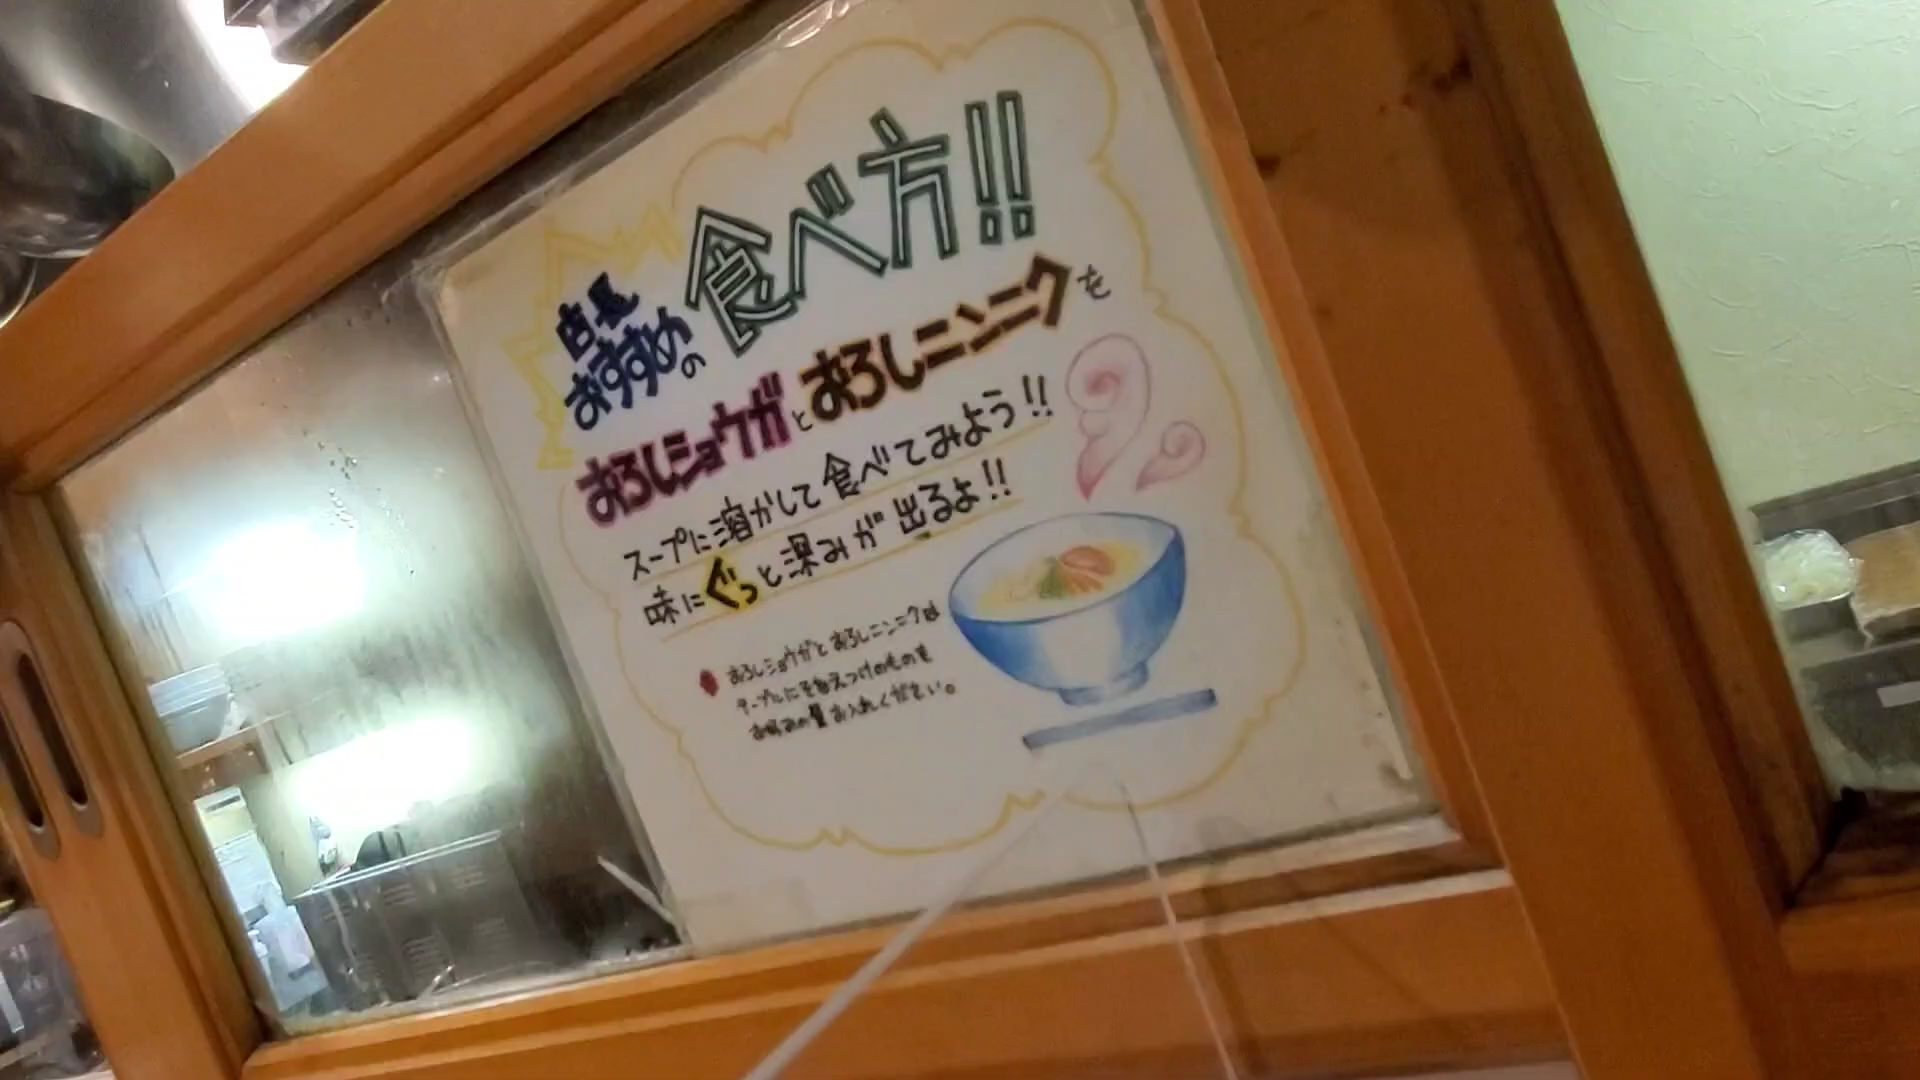 店長
おすすめの
食べ方!!
おろしショウガとおろしニンニクを
スープに溶かして食べてみよう!!
味にぐっと深みが出るよ!!
おろしショウガとおろしニンニクは
テーブルにそなえつけのものを
お好みの量お入れください。